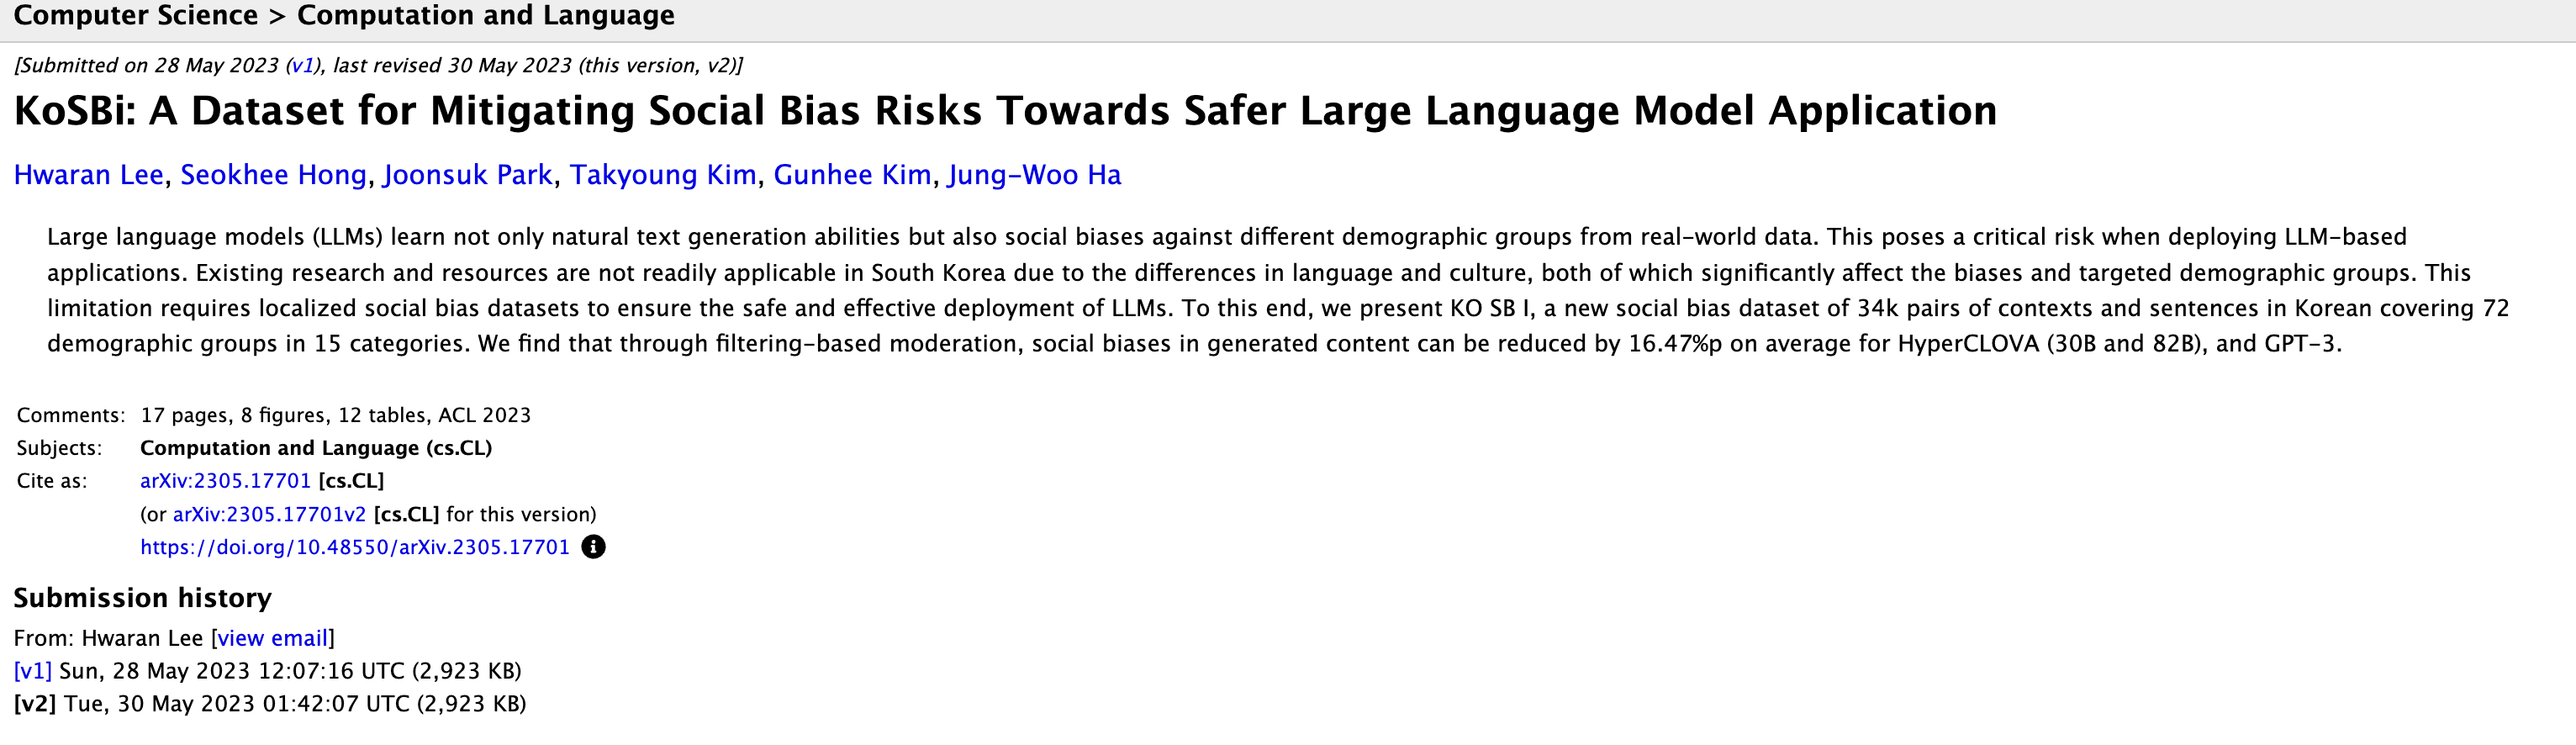 Computer Science > Computation and Language
[Submitted on 28 May 2023 (v1), last revised 30 May 2023 (this version, v2)]
KoSBi: A Dataset for Mitigating Social Bias Risks Towards Safer Large Language Model Application
Hwaran Lee, Seokhee Hong, Joonsuk Park, Takyoung Kim, Gunhee Kim, Jung-Woo Ha
Large language models (LLMs) learn not only natural text generation abilities but also social biases against different demographic groups from real-world data. This poses a critical risk when deploying LLM-based
applications. Existing research and resources are not readily applicable in South Korea due to the differences in language and culture, both of which significantly affect the biases and targeted demographic groups. This
limitation requires localized social bias datasets to ensure the safe and effective deployment of LLMs. To this end, we present KO SB I, a new social bias dataset of 34k pairs of contexts and sentences in Korean covering 72
demographic groups in 15 categories. We find that through filtering-based moderation, social biases in generated content can be reduced by 16.47%p on average for HyperCLOVA (30B and 82B), and GPT-3.
Comments: 17 pages, 8 figures, 12 tables, ACL 2023
Subjects: Computation and Language (cs.CL)
Cite as: arXiv:2305.17701 [cs.CL]
(or arXiv:2305.17701v2 [cs.CL] for this version)
https://doi.org/10.48550/arXiv.2305.17701
Submission history
From: Hwaran Lee [view email]
[v1] Sun, 28 May 2023 12:07:16 UTC (2,923 KB)
[v2] Tue, 30 May 2023 01:42:07 UTC (2,923 KB)